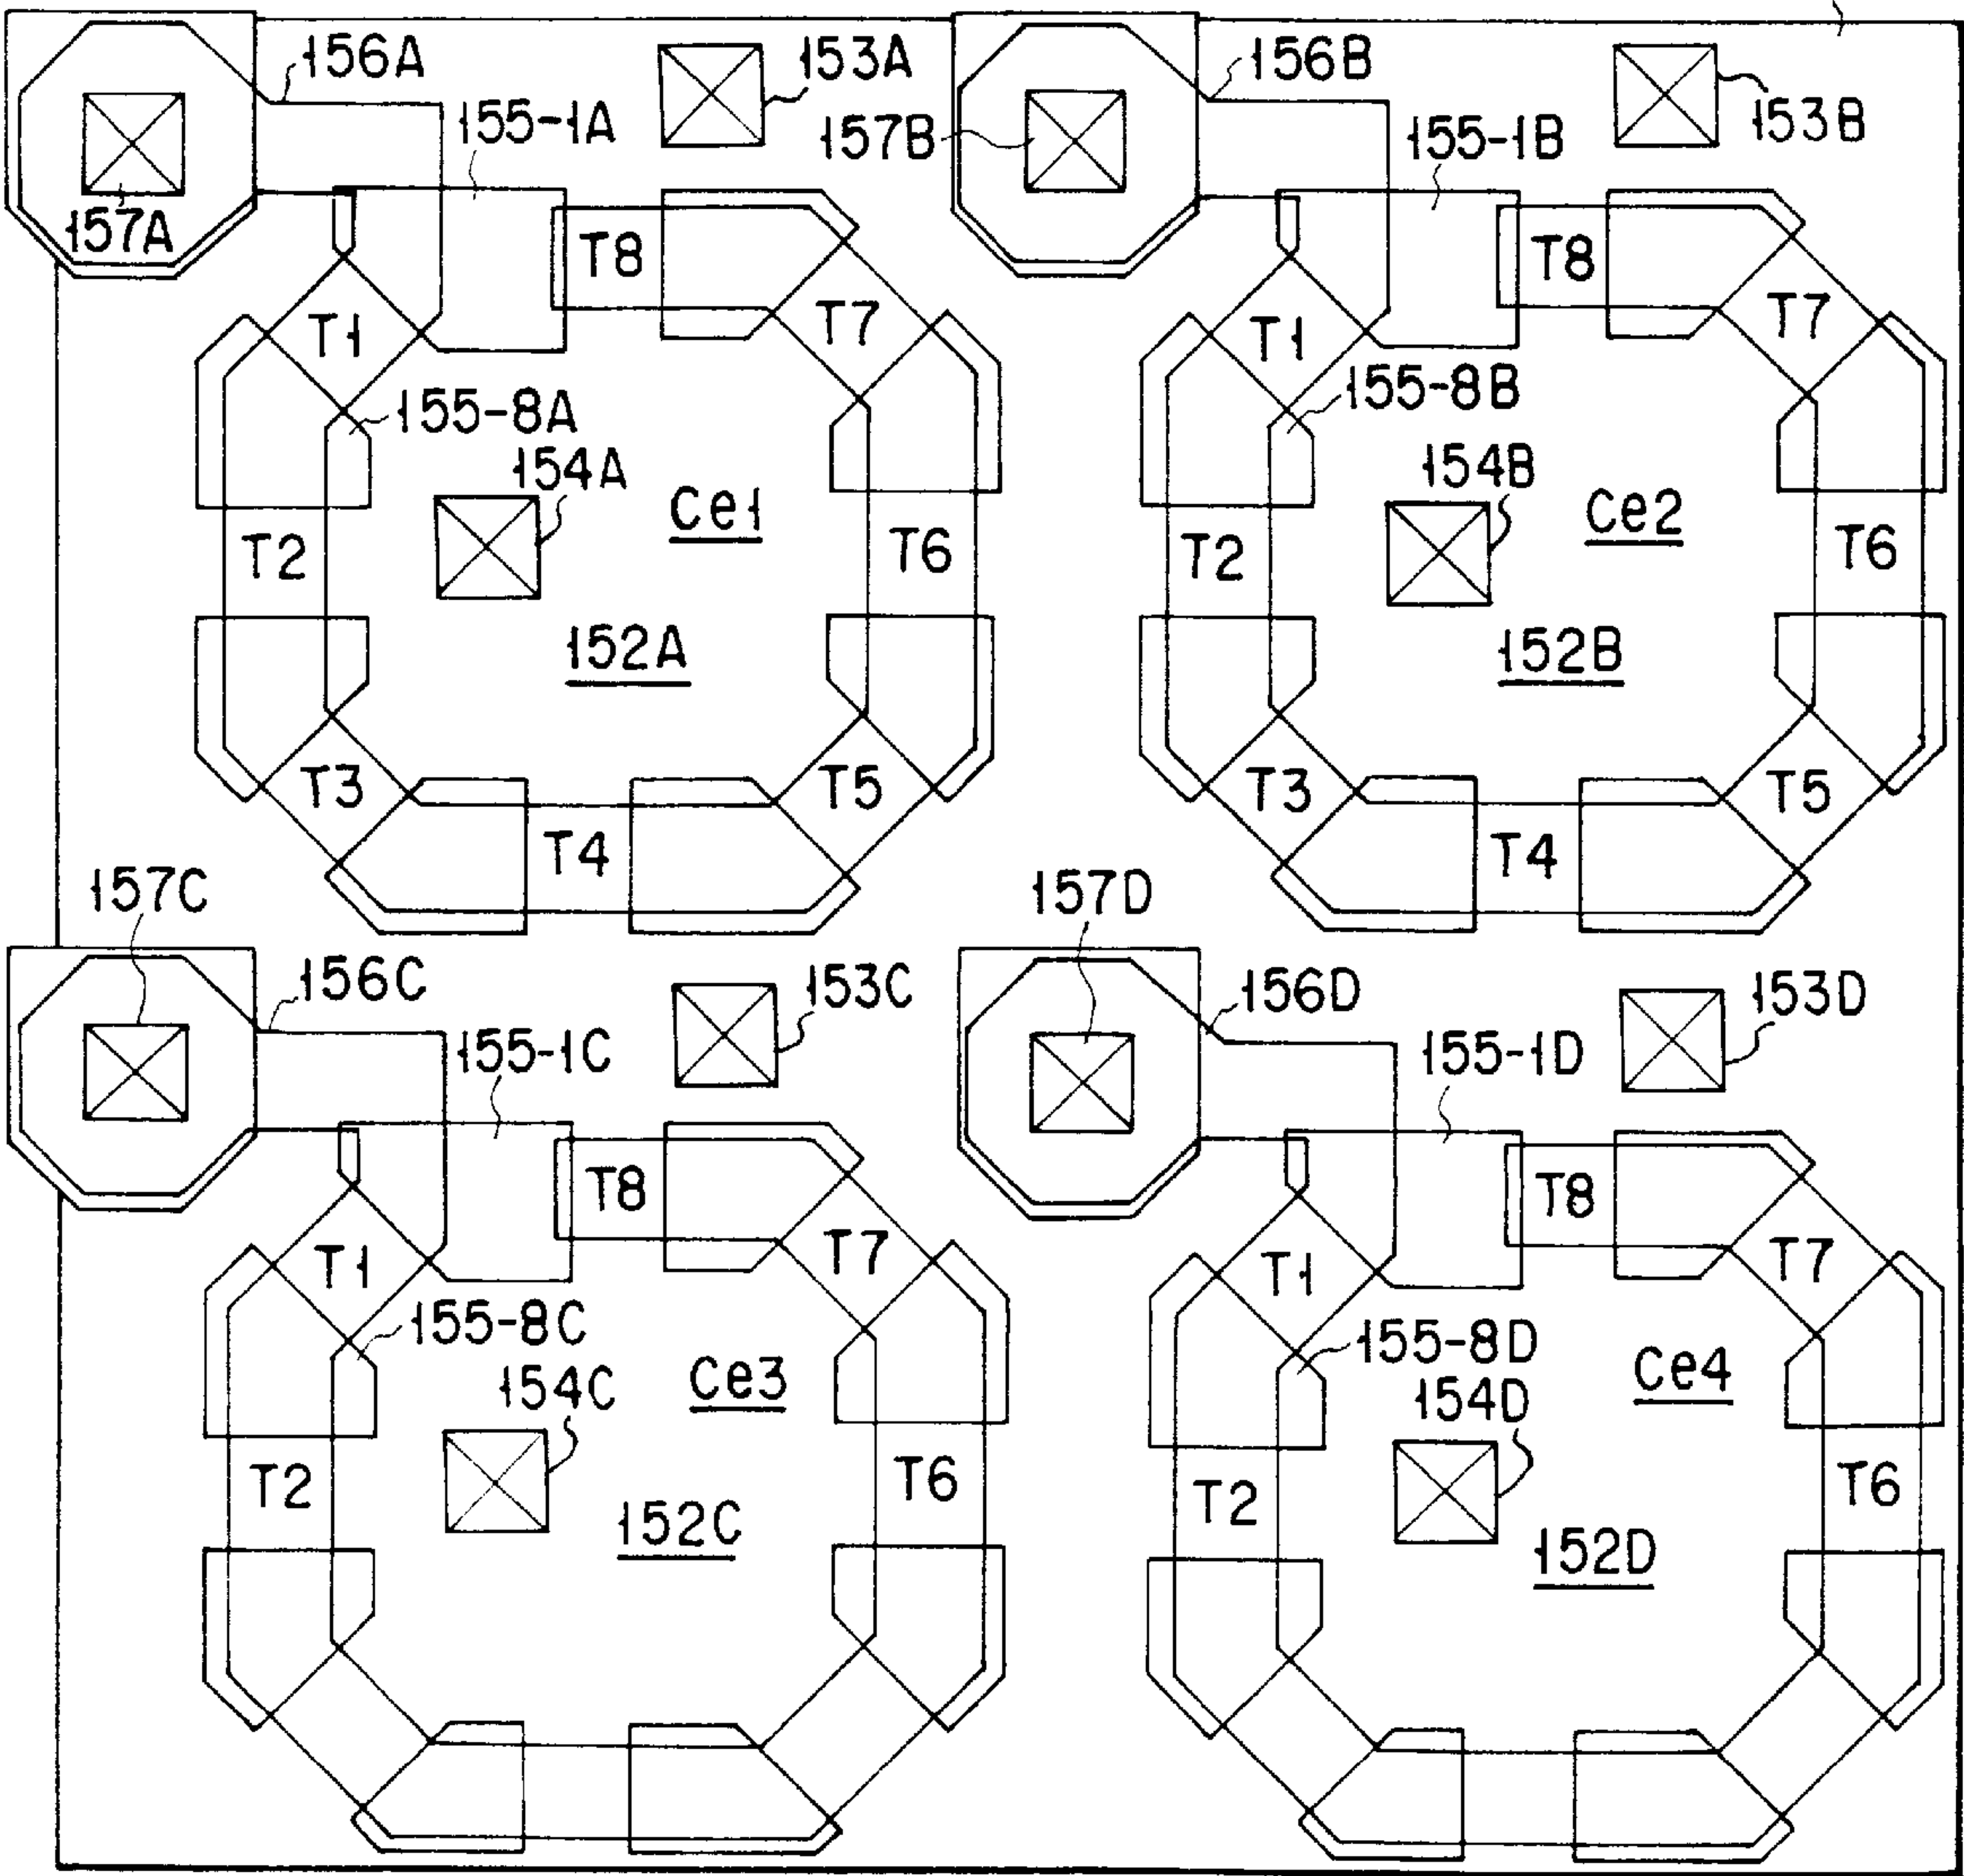 156A 153A 156B 153B
155-1A 157B 155-1B
157A T8 T8
T1 T7 T1 T7
155-8A 155-8B
154A Ce1 154B Ce2
T2 T6 T2 T6
152A 152B
T3 T5 T3 T5
T4 T4
157C 157D
156C 153C 156D 153D
155-1C 155-1D
T8 T8
T1 T7 T1 T7
155-8C 155-8D
154C Ce3 154D Ce4
T2 T6 T2 T6
152C 152D